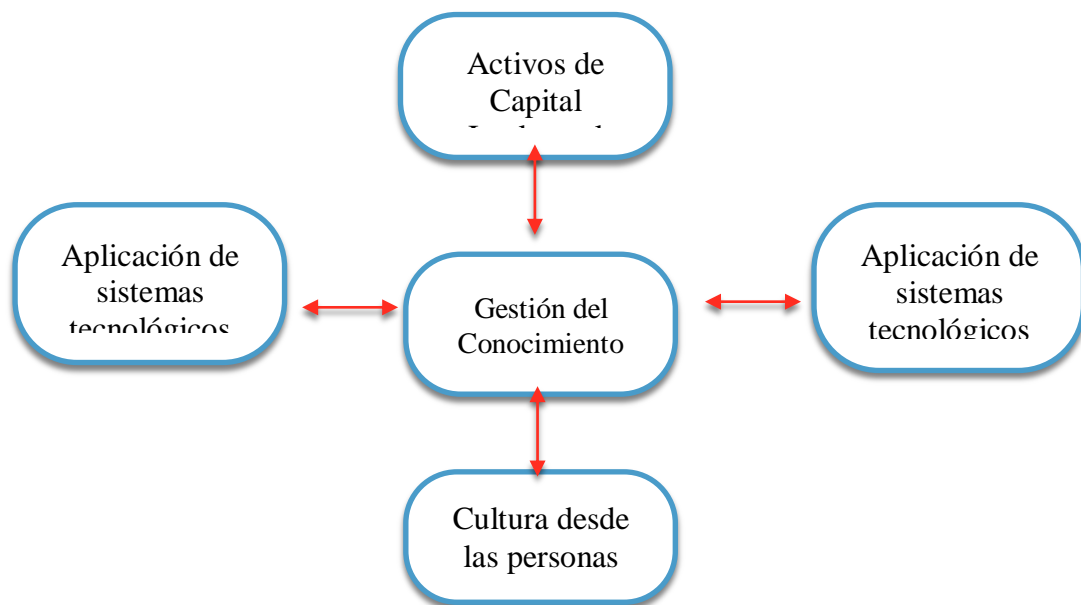 Activos de
Capital
Aplicación de
sistemas
tecnológicos
Gestión del
Conocimiento
Aplicación de
sistemas
tecnológicos
Cultura desde
las personas